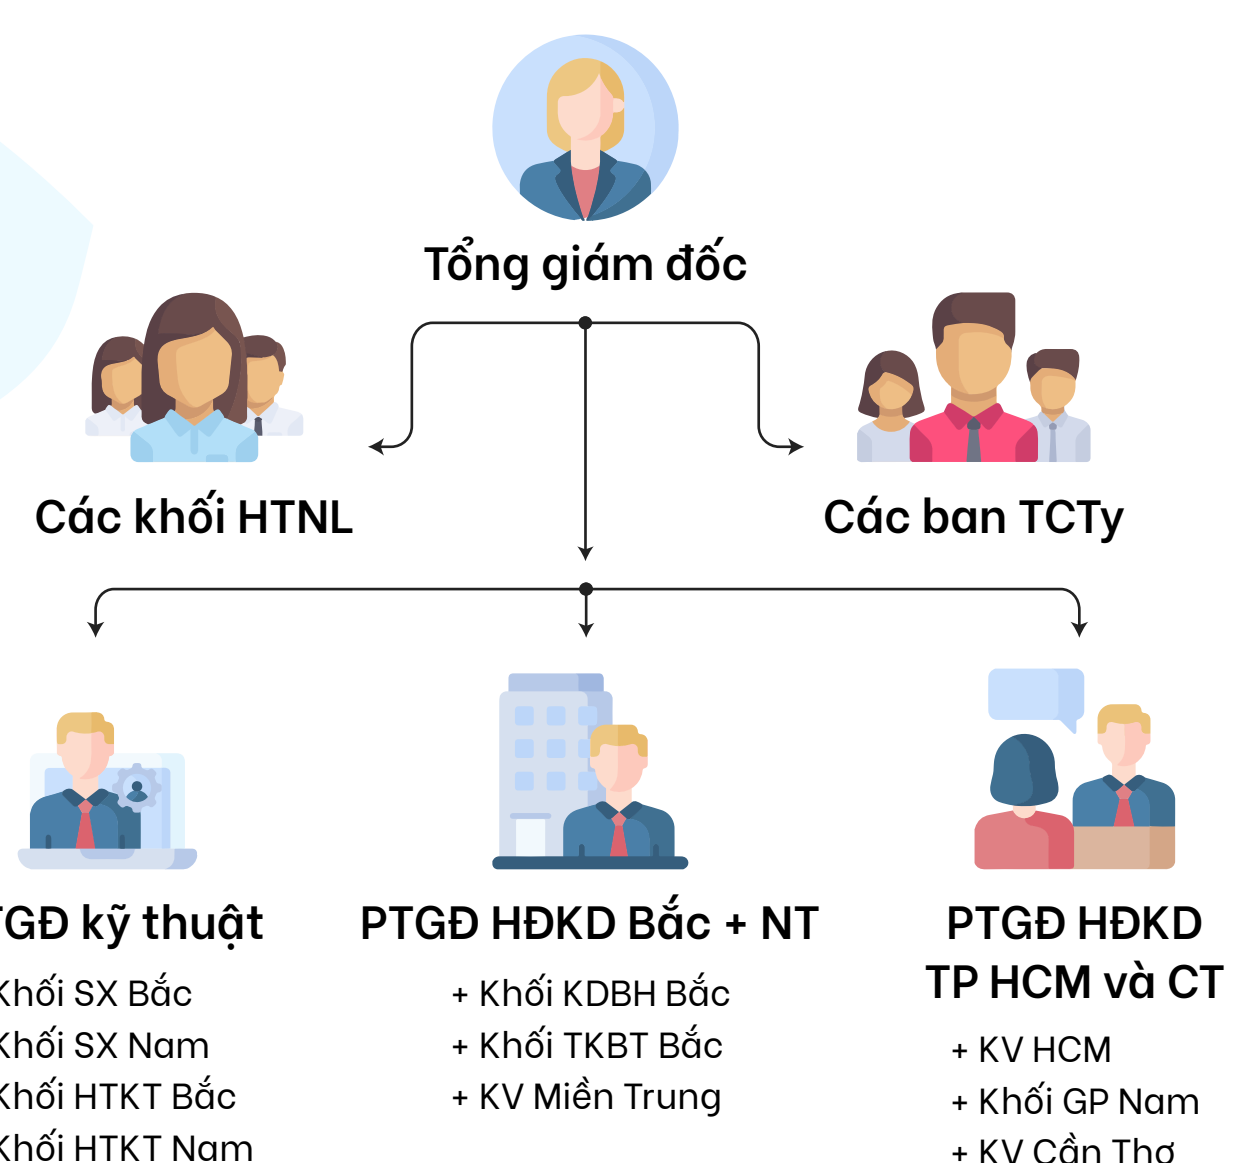 Tổng giám đốc
Các khối HTNL
Các ban TCTy
TGĐ kỹ thuật
Khối SX Bắc
Khối SX Nam
Khối HTKT Bắc
Khối HTKT Nam
PTGĐ HĐKD Bắc + NT
+ Khối KDBH Bắc
+ Khối TKBT Bắc
+ KV Miền Trung
PTGĐ HĐKD
TP HCM và CT
+ KV HCM
+ Khối GP Nam
+ KV Cần Thơ